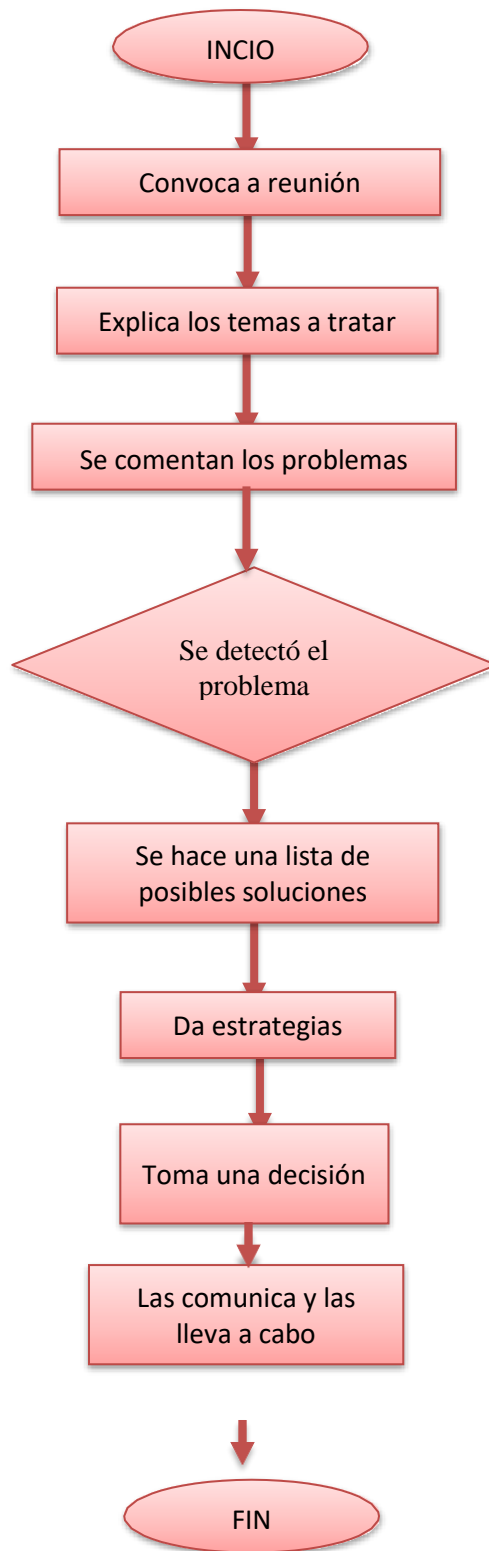 INCIO
Convoca a reunión
Explica los temas a tratar
Se comentan los problemas
Se detectó el
problema
Se hace una lista de
posibles soluciones
Da estrategias
Toma una decisión
Las comunica y las
lleva a cabo
FIN